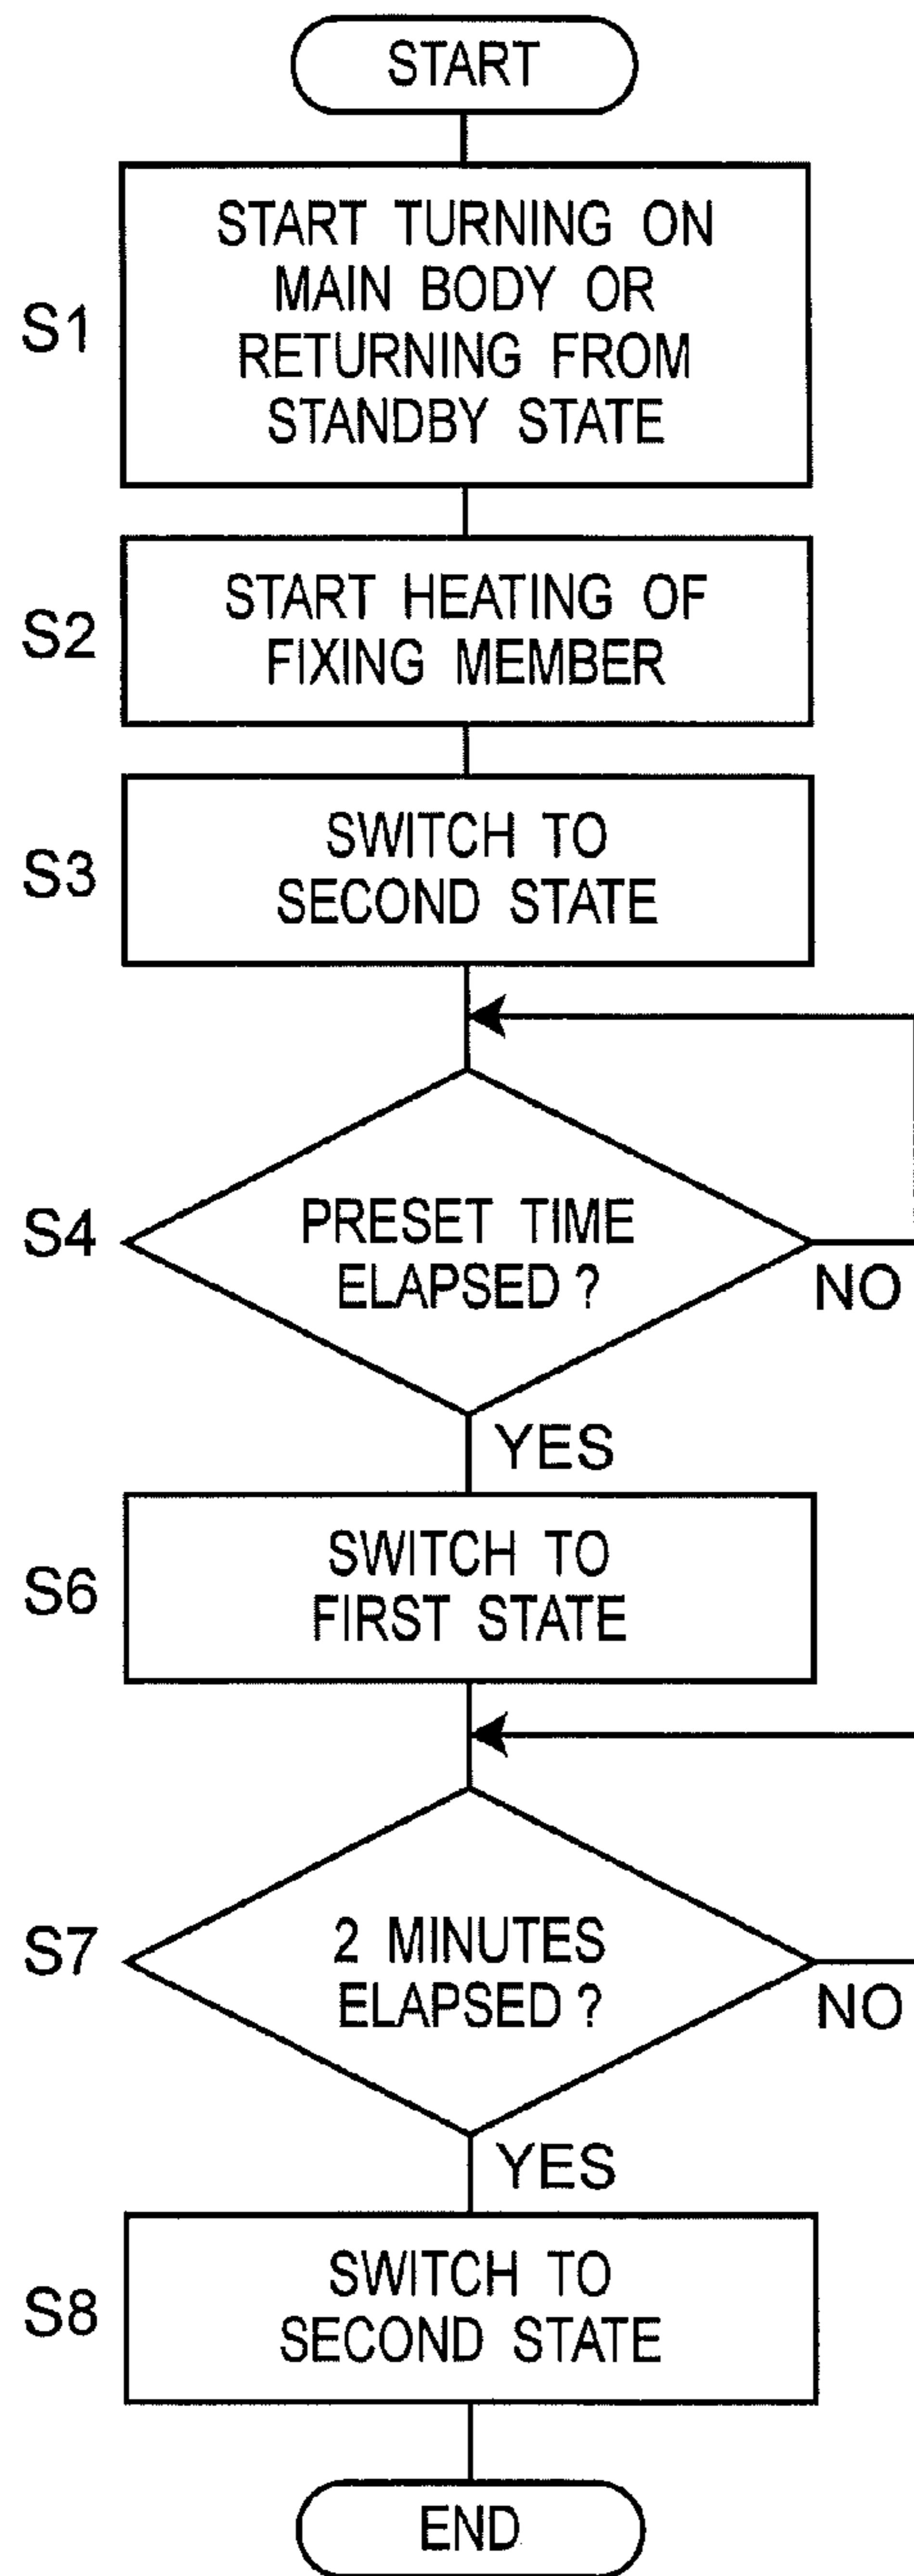 START
S1
START TURNING ON
MAIN BODY OR
RETURNING FROM
STANDBY STATE
S2
START HEATING OF
FIXING MEMBER
S3
SWITCH TO
SECOND STATE
S4
PRESET TIME
ELAPSED ?
NO
YES
S6
SWITCH TO
FIRST STATE
S7
2 MINUTES
ELAPSED ?
NO
YES
S8
SWITCH TO
SECOND STATE
END